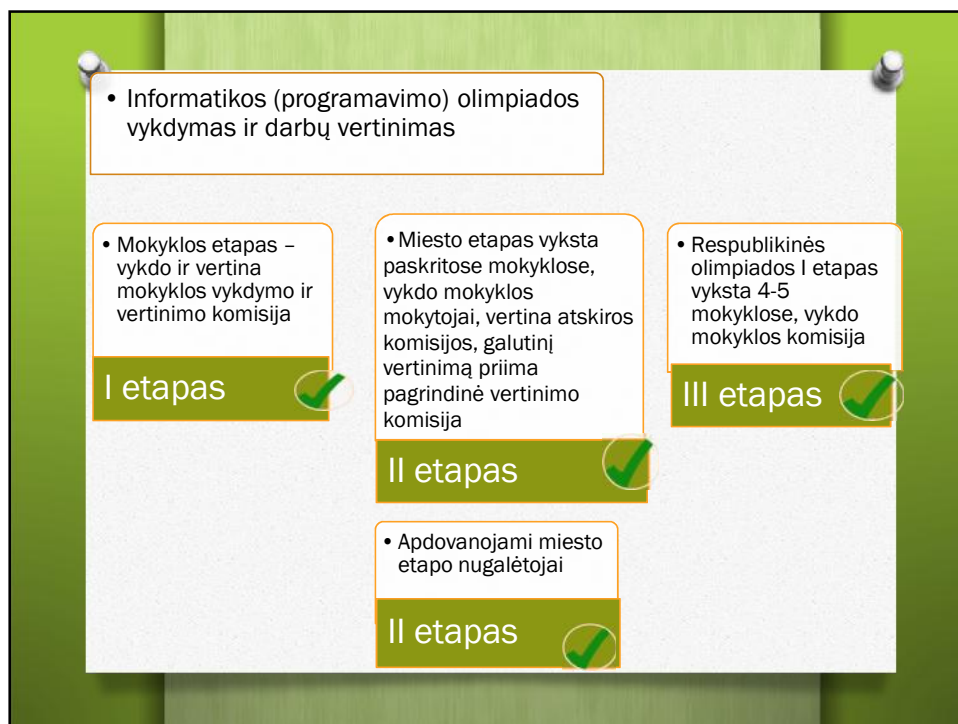 • Informatikos (programavimo) olimpiados
vykdymas ir darbų vertinimas
• Mokyklos etapas –
vykdo ir vertina
mokyklos vykdymo ir
vertinimo komisija
I etapas
•Miesto etapas vyksta
paskritose mokyklose,
vykdo mokyklos
mokytojai, vertina atskiros
komisijos, galutinį
vertinimą priima
pagrindinė vertinimo
komisija
II etapas
• Respublikinės
olimpiados I etapas
vyksta 4-5
mokyklose, vykdo
mokyklos komisija
III etapas
• Apdovanojami miesto
etapo nugalėtojai
II etapas